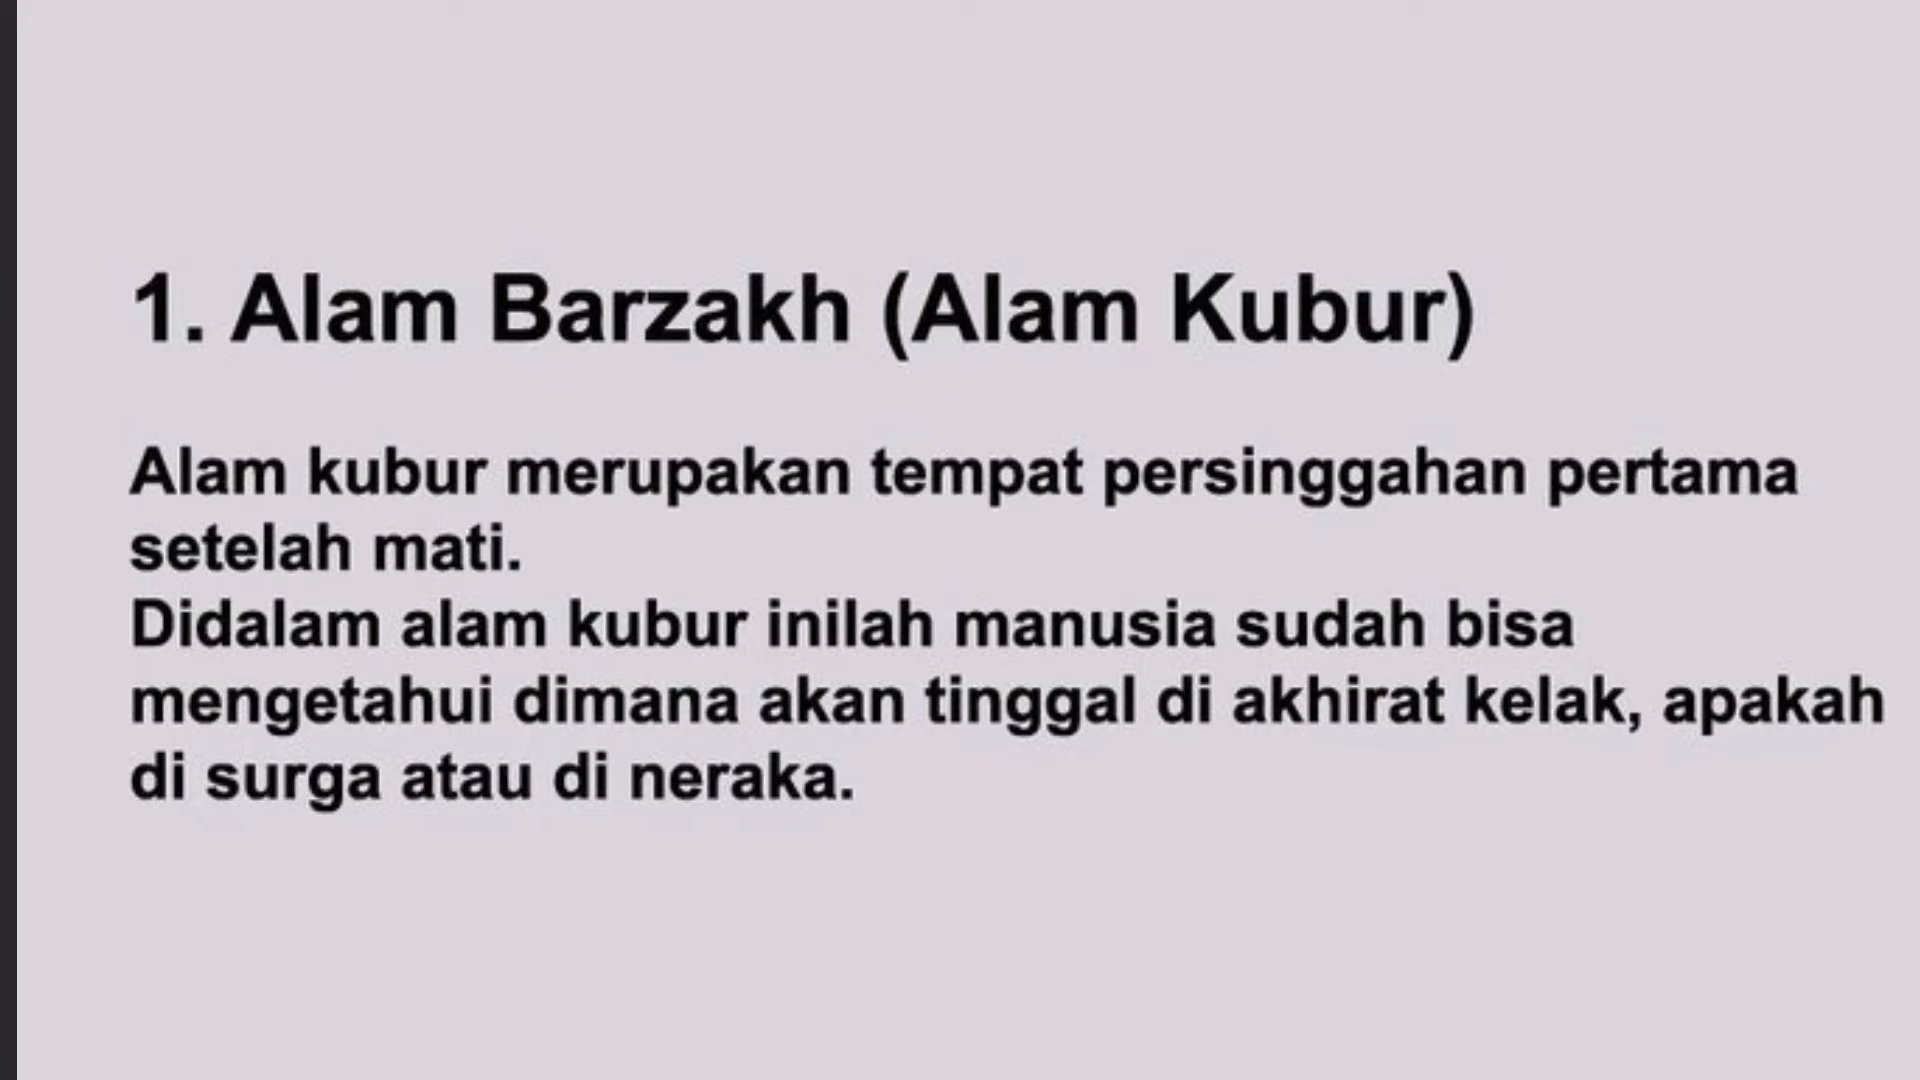 1. Alam Barzakh (Alam Kubur)
Alam kubur merupakan tempat persinggahan pertama
setelah mati.
Didalam alam kubur inilah manusia sudah bisa
mengetahui dimana akan tinggal di akhirat kelak, apakah
di surga atau di neraka.